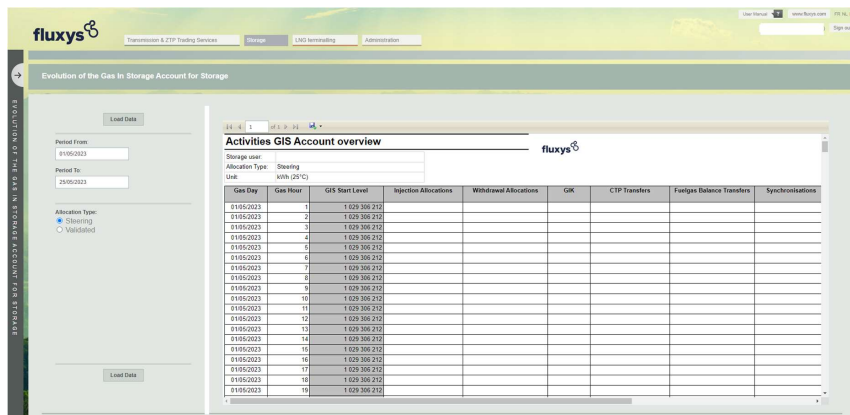 User Manual ? www.fluxys.com FR NL
fluxys
Transmission & ZTP Trading Services Storage LNG terminalling Administration
Sign ou
Evolution of the Gas In Storage Account for Storage
EVOLUTION OF THE GAS IN STORAGE ACCOUNT FOR STORAGE
Load Data
Period From:
01/05/2023
Period To:
25/05/2023
Allocation Type:
Steering
Validated
Load Data
1 of 1
Activities GIS Account overview
fluxys
Storage user:
Allocation Type: Steering
Unit: kWh (25°C)
Gas Day Gas Hour GIS Start Level Injection Allocations Withdrawal Allocations GIK CTP Transfers Fuelgas Balance Transfers Synchronisations
01/05/2023 1 1 029 306 212
01/05/2023 2 1 029 306 212
01/05/2023 3 1 029 306 212
01/05/2023 4 1 029 306 212
01/05/2023 5 1 029 306 212
01/05/2023 6 1 029 306 212
01/05/2023 7 1 029 306 212
01/05/2023 8 1 029 306 212
01/05/2023 9 1 029 306 212
01/05/2023 10 1 029 306 212
01/05/2023 11 1 029 306 212
01/05/2023 12 1 029 306 212
01/05/2023 13 1 029 306 212
01/05/2023 14 1 029 306 212
01/05/2023 15 1 029 306 212
01/05/2023 16 1 029 306 212
01/05/2023 17 1 029 306 212
01/05/2023 18 1 029 306 212
01/05/2023 19 1 029 306 212